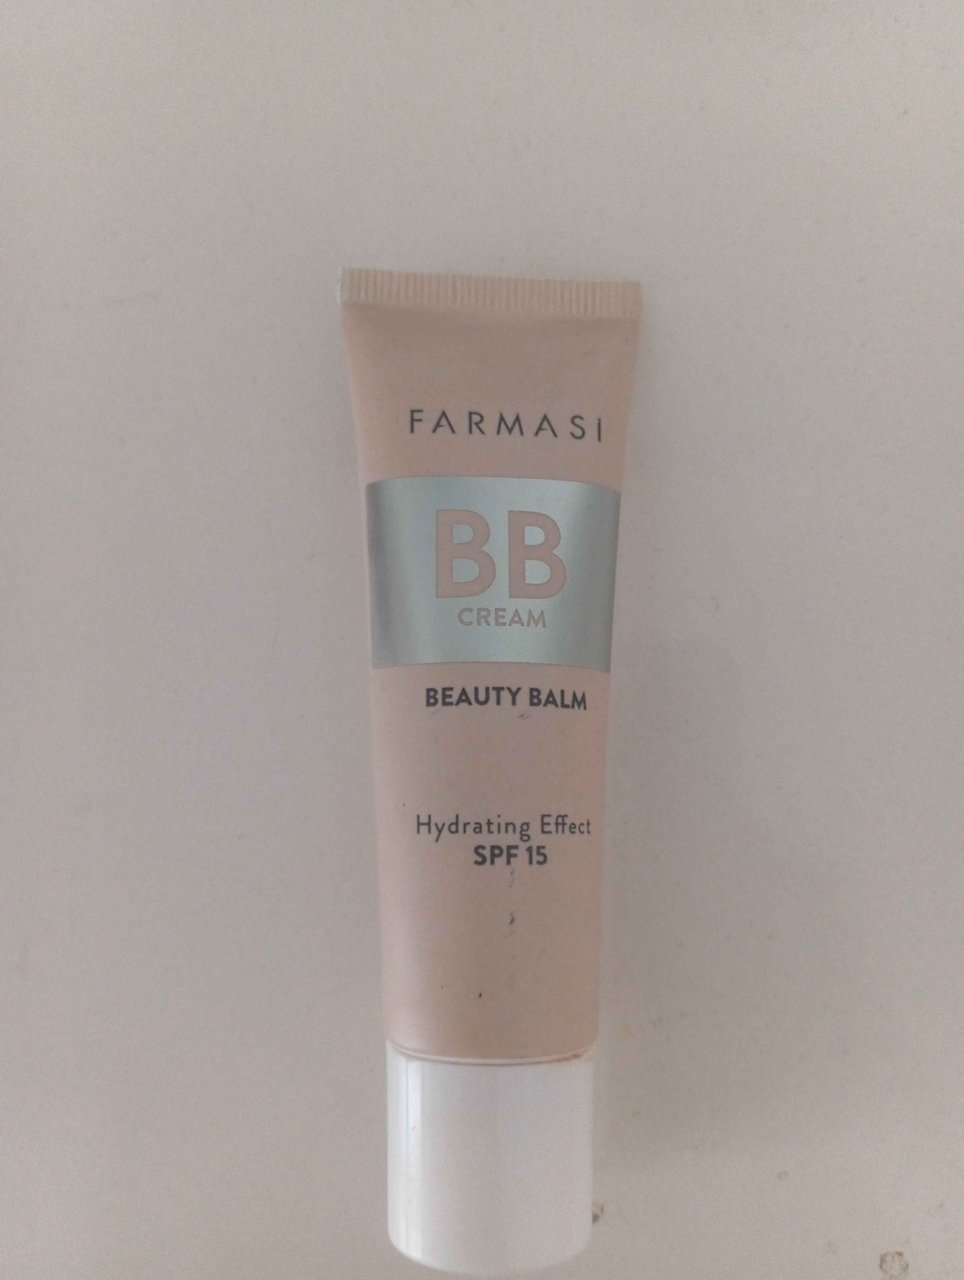 FARMASi
BB
CREAM
BEAUTY BALM
Hydrating Effect
SPF 15